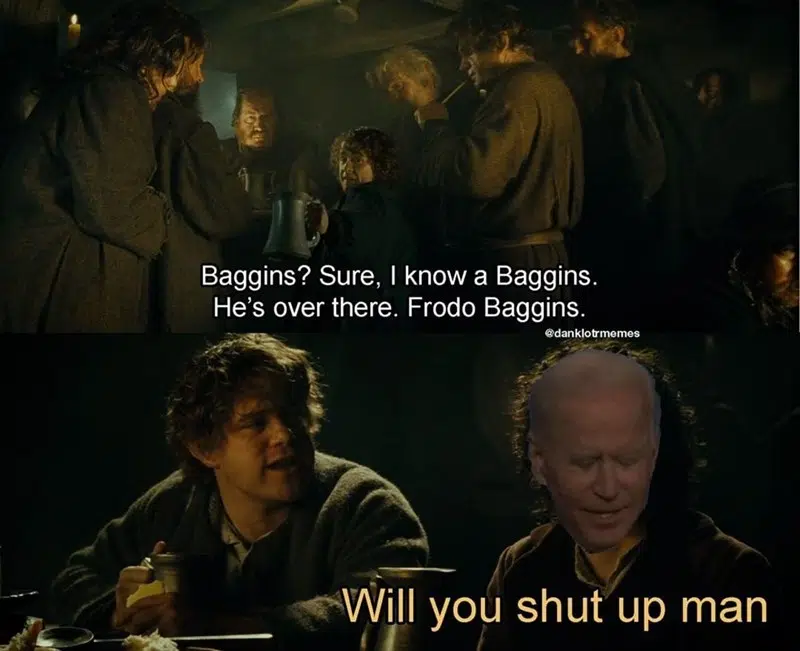 Baggins? Sure, I know a Baggins.
He's over there. Frodo Baggins.
@danklotrmemes
Will you shut up man